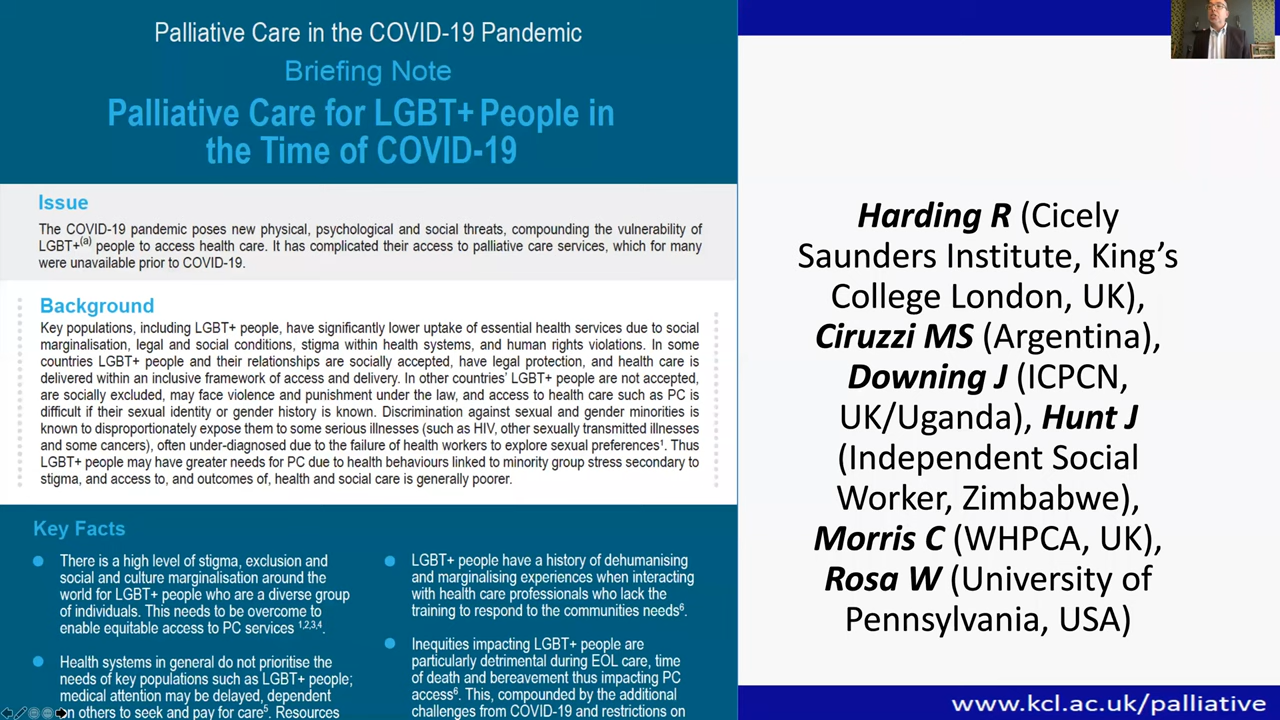 Palliative Care in the COVID-19 Pandemic
Briefing Note
Palliative Care for LGBT+ People in
the Time of COVID-19
Issue
The COVID-19 pandemic poses new physical, psychological and social threats, compounding the vulnerability of
LGBT+(a) people to access health care. It has complicated their access to palliative care services, which for many
were unavailable prior to COVID-19.
Background
Key populations, including LGBT+ people, have significantly lower uptake of essential health services due to social
marginalisation, legal and social conditions, stigma within health systems, and human rights violations. In some
countries LGBT+ people and their relationships are socially accepted, have legal protection, and health care is
delivered within an inclusive framework of access and delivery. In other countries' LGBT+ people are not accepted,
are socially excluded, may face violence and punishment under the law, and access to health care such as PC is
difficult if their sexual identity or gender history is known. Discrimination against sexual and gender minorities is
known to disproportionately expose them to some serious illnesses (such as HIV, other sexually transmitted illnesses
and some cancers), often under-diagnosed due to the failure of health workers to explore sexual preferences1. Thus
LGBT+ people may have greater needs for PC due to health behaviours linked to minority group stress secondary to
stigma, and access to, and outcomes of, health and social care is generally poorer.
Key Facts
There is a high level of stigma, exclusion and
social and culture marginalisation around the
world for LGBT+ people who are a diverse group
of individuals. This needs to be overcome to
enable equitable access to PC services 1,2,3,4.
Health systems in general do not prioritise the
needs of key populations such as LGBT+ people;
medical attention may be delayed, dependent
on others to seek and pay for care5. Resources
LGBT+ people have a history of dehumanising
and marginalising experiences when interacting
with health care professionals who lack the
training to respond to the communities needs6.
Inequities impacting LGBT+ people are
particularly detrimental during EOL care, time
of death and bereavement thus impacting PC
access6. This, compounded by the additional
challenges from COVID-19 and restrictions on
Harding R (Cicely
Saunders Institute, King's
College London, UK),
Ciruzzi MS (Argentina),
Downing J (ICPCN,
UK/Uganda), Hunt J
(Independent Social
Worker, Zimbabwe),
Morris C (WHPCA, UK),
Rosa W (University of
Pennsylvania, USA)
www.kcl.ac.uk/palliative